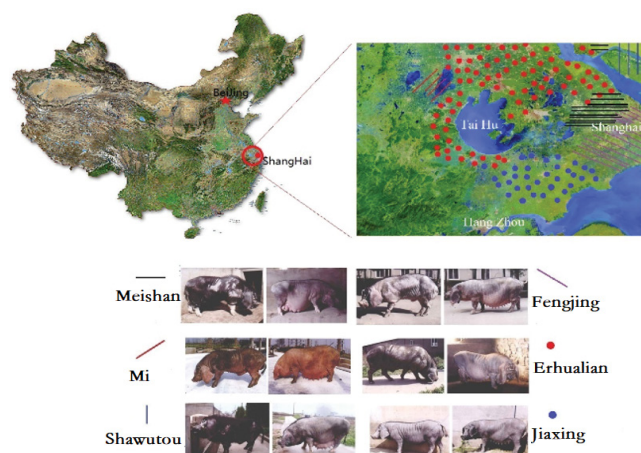 Beijing
ShangHai
Tai Hu
Shanghai
Hang Zhou
Meishan
Fengjing
Mi
Erhualian
Shawutou
Jiaxing